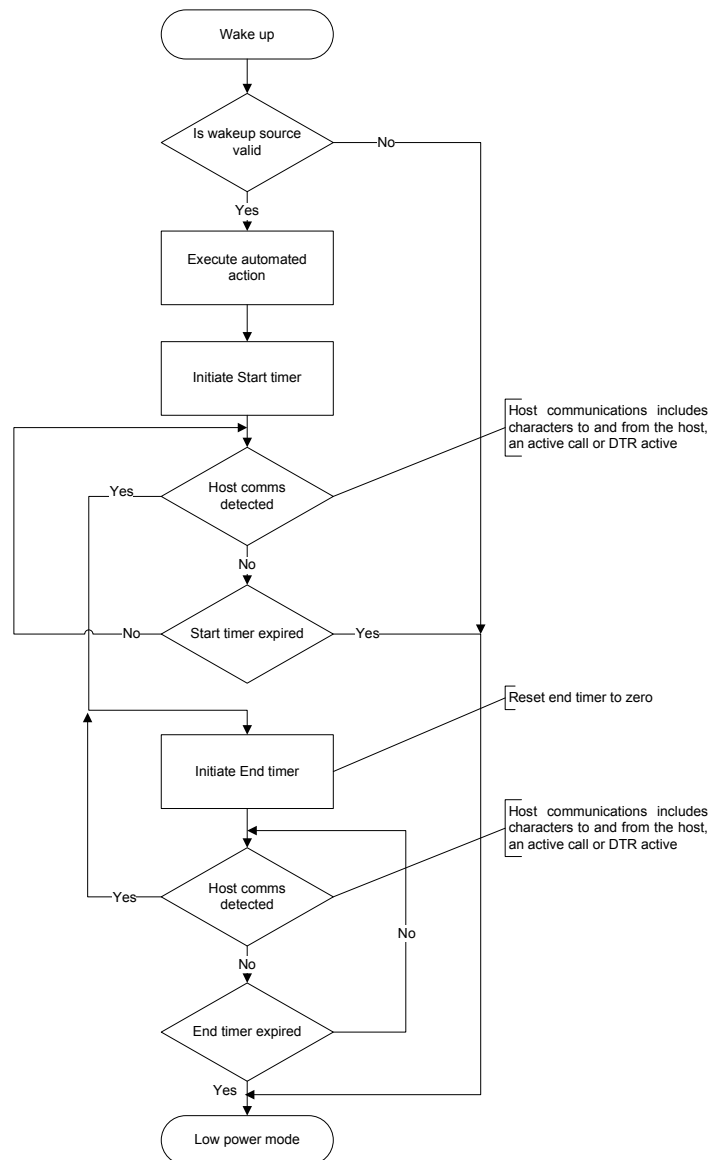 Wake up
Is wakeup source
valid
No
Yes
Execute automated
action
Initiate Start timer
Host communications includes
characters to and from the host,
an active call or DTR active
Host comms
detected
Yes
No
Start timer expired
No
Yes
Reset end timer to zero
Initiate End timer
Host communications includes
characters to and from the host,
an active call or DTR active
Host comms
detected
Yes
No
No
End timer expired
Yes
Low power mode